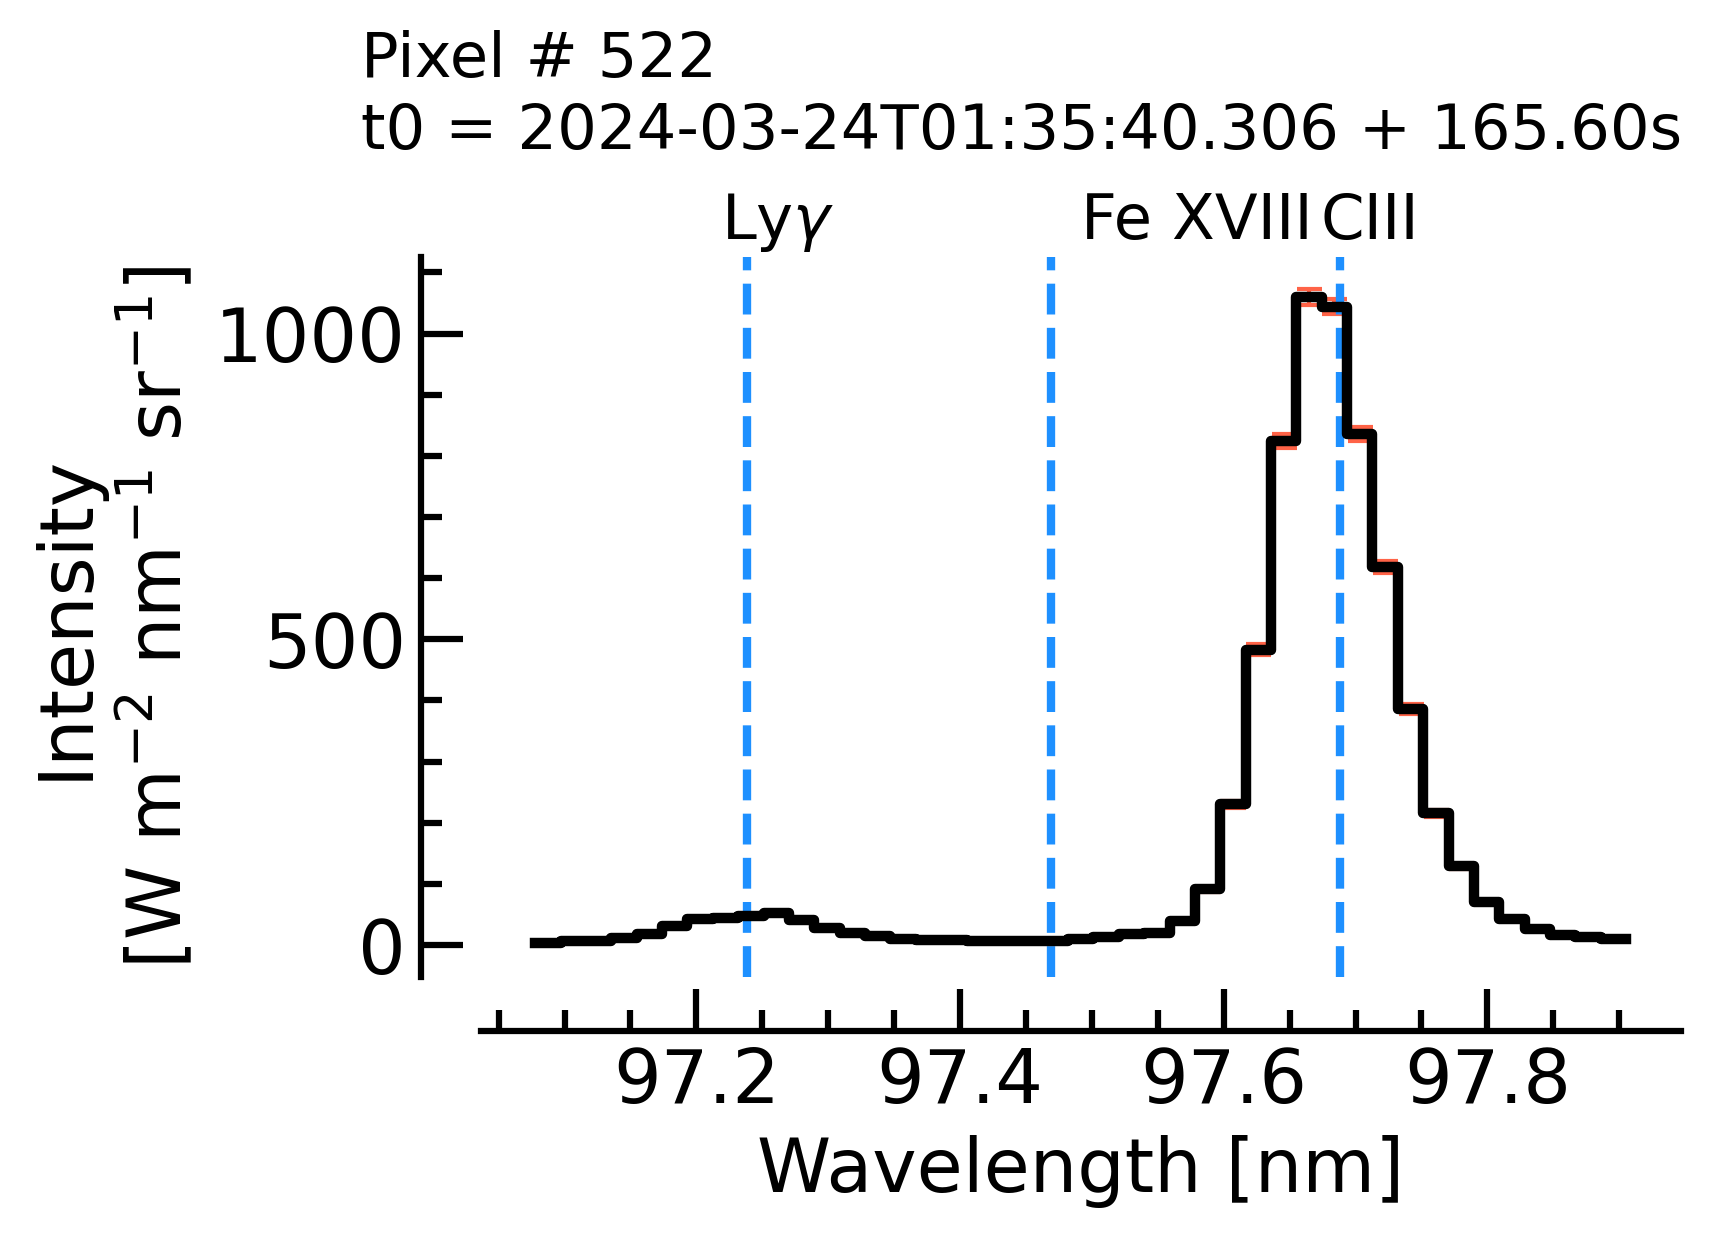 Pixel # 522
t0 = 2024-03-24T01:35:40.306 + 165.60s
Lyγ Fe XVIII CIII
Intensity
[W m⁻² nm⁻¹ sr⁻¹]
1000
500
0
97.2 97.4 97.6 97.8
Wavelength [nm]